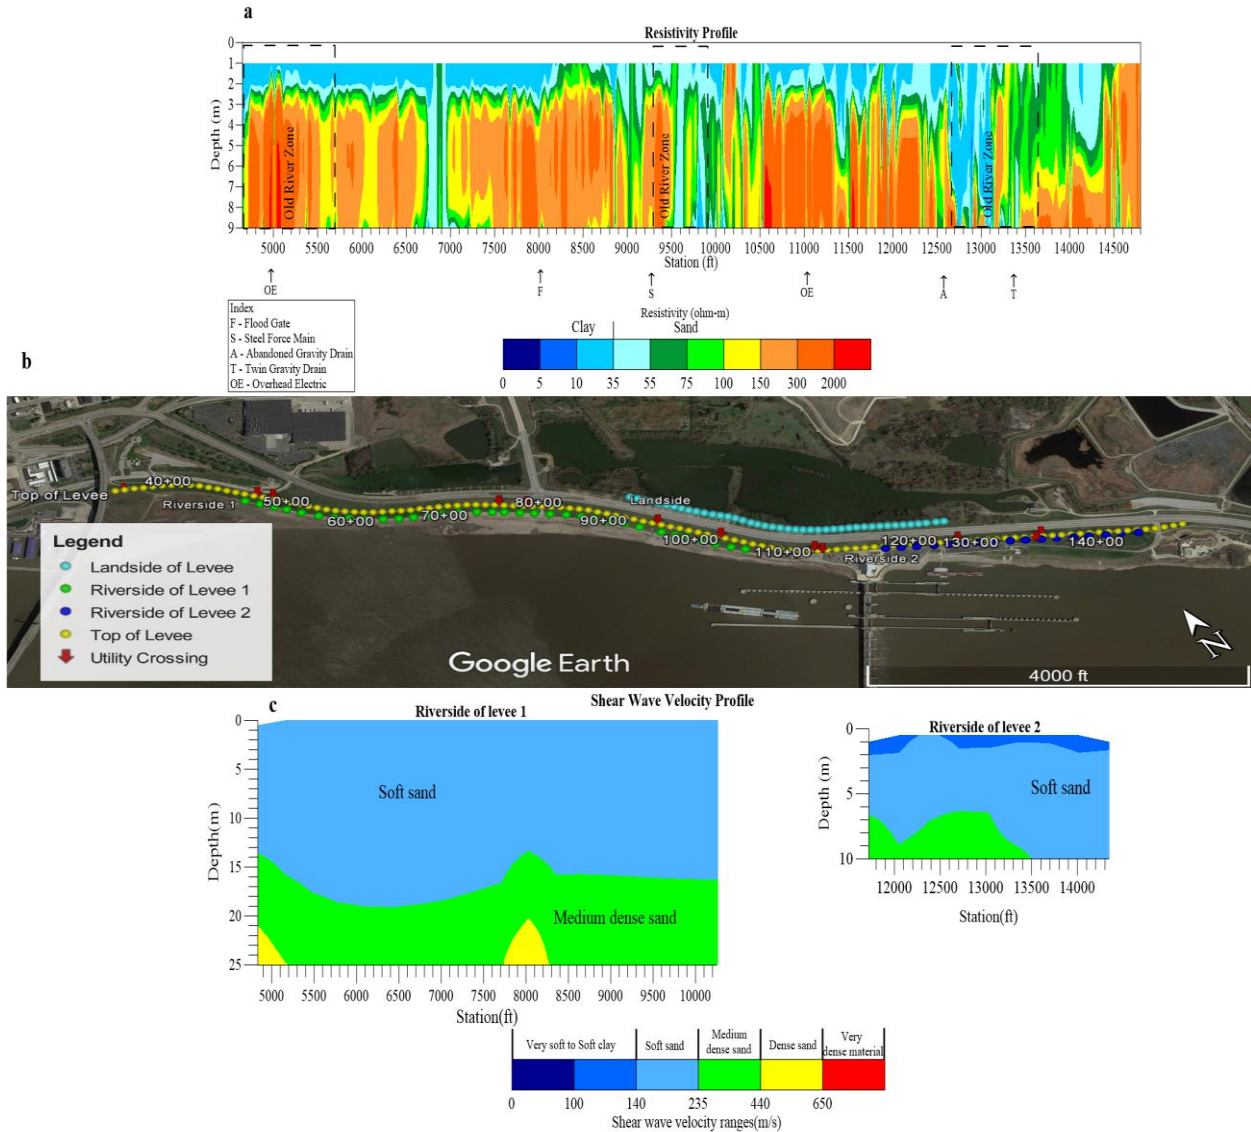 a
Resistivity Profile
Depth (m)
0
1
2
3
4
5
6
7
8
9
Old River Zone
Old River Zone
Old River Zone
5000 5500 6000 6500 7000 7500 8000 8500 9000 9500 10000 10500 11000 11500 12000 12500 13000 13500 14000 14500
Station (ft)
OE F S OE A T
Index
F - Flood Gate
S - Steel Force Main
A - Abandoned Gravity Drain
T - Twin Gravity Drain
OE - Overhead Electric
Resistivity (ohm-m)
Clay Sand
0 5 10 35 55 75 100 150 300 2000
b
Top of Levee 40+00
Riverside 1 50+00 60+00 70+00 80+00 90+00
Landside
100+00 110+00
Riverside 2 120+00 130+00 140+00
Legend
Landside of Levee
Riverside of Levee 1
Riverside of Levee 2
Top of Levee
Utility Crossing
Google Earth
N
4000 ft
Shear Wave Velocity Profile
c
Riverside of levee 1
Depth(m)
0
5
10
15
20
25
Soft sand
Medium dense sand
5000 5500 6000 6500 7000 7500 8000 8500 9000 9500 10000
Station(ft)
Riverside of levee 2
Depth (m)
0
5
10
Soft sand
12000 12500 13000 13500 14000
Station(ft)
Very soft to Soft clay
Soft sand
Medium
dense sand
Dense sand
Very
dense material
0 100 140 235 440 650
Shear wave velocity ranges(m/s)